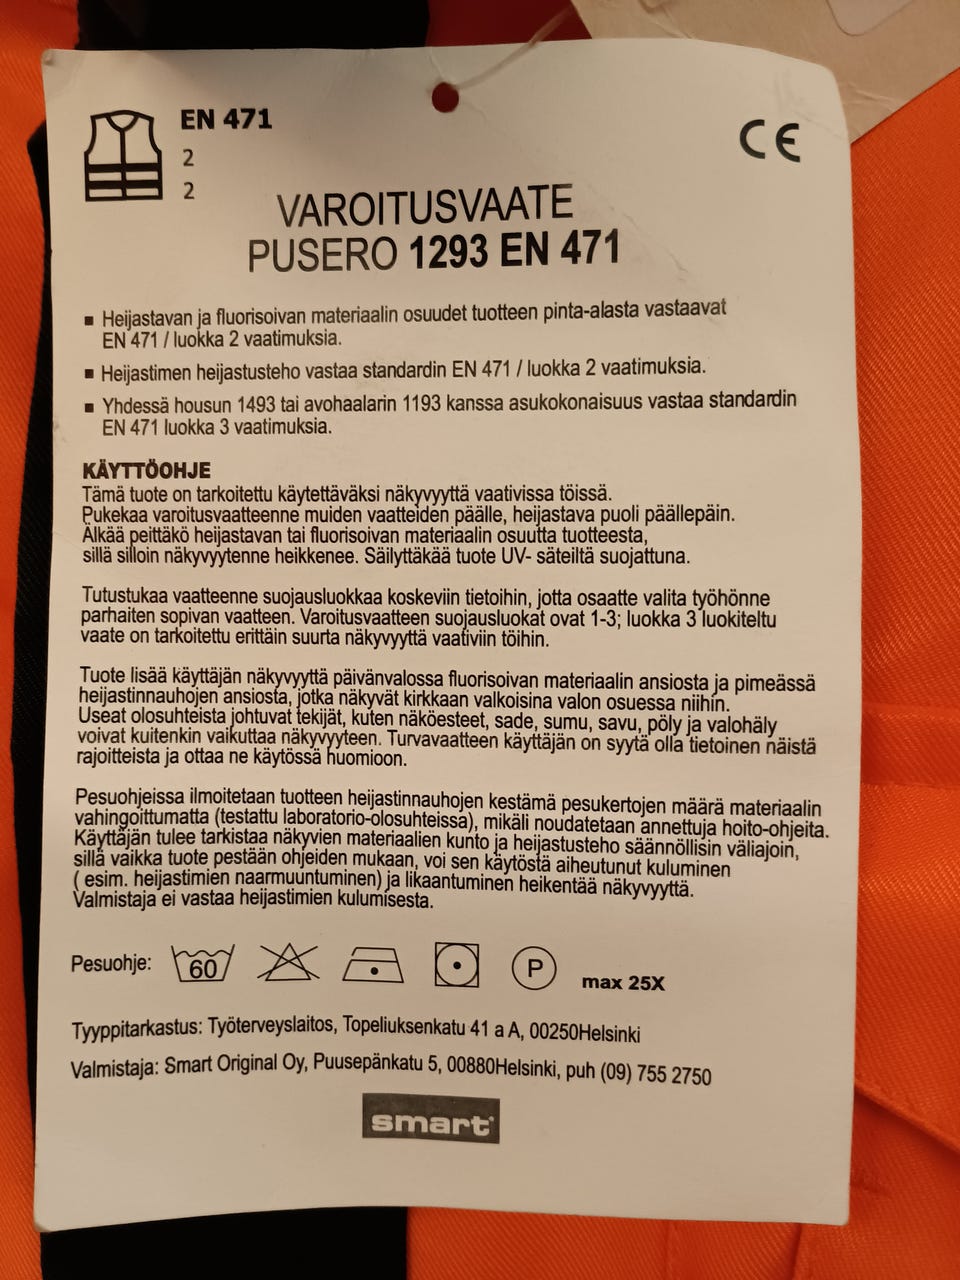 EN 471
2
2
CE
VAROITUSVAATE
PUSERO 1293 EN 471
▪ Heijastavan ja fluorisoivan materiaalin osuudet tuotteen pinta-alasta vastaavat
EN 471 / luokka 2 vaatimuksia.
▪ Heijastimen heijastusteho vastaa standardin EN 471 / luokka 2 vaatimuksia.
▪ Yhdessä housun 1493 tai avohaalarin 1193 kanssa asukokonaisuus vastaa standardin
EN 471 luokka 3 vaatimuksia.
KÄYTTÖOHJE
Tämä tuote on tarkoitettu käytettäväksi näkyvyyttä vaativissa töissä.
Pukekaa varoitusvaatteenne muiden vaatteiden päälle, heijastava puoli päällepäin.
Älkää peittäkö heijastavan tai fluorisoivan materiaalin osuutta tuotteesta,
sillä silloin näkyvyytenne heikkenee. Säilyttäkää tuote UV- säteiltä suojattuna.
Tutustukaa vaatteenne suojausluokkaa koskeviin tietoihin, jotta osaatte valita työhönne
parhaiten sopivan vaatteen. Varoitusvaatteen suojausluokat ovat 1-3; luokka 3 luokiteltu
vaate on tarkoitettu erittäin suurta näkyvyyttä vaativiin töihin.
Tuote lisää käyttäjän näkyvyyttä päivänvalossa fluorisoivan materiaalin ansiosta ja pimeässä
heijastinnauhojen ansiosta, jotka näkyvät kirkkaan valkoisina valon osuessa niihin.
Useat olosuhteista johtuvat tekijät, kuten näköesteet, sade, sumu, savu, pöly ja valohäly
voivat kuitenkin vaikuttaa näkyvyyteen. Turvavaatteen käyttäjän on syytä olla tietoinen näistä
rajoitteista ja ottaa ne käytössä huomioon.
Pesuohjeissa ilmoitetaan tuotteen heijastinnauhojen kestämä pesukertojen määrä materiaalin
vahingoittumatta (testattu laboratorio-olosuhteissa), mikäli noudatetaan annettuja hoito-ohjeita.
Käyttäjän tulee tarkistaa näkyvien materiaalien kunto ja heijastusteho säännöllisin väliajoin,
sillä vaikka tuote pestään ohjeiden mukaan, voi sen käytöstä aiheutunut kuluminen
( esim. heijastimien naarmuuntuminen) ja likaantuminen heikentää näkyvyyttä.
Valmistaja ei vastaa heijastimien kulumisesta.
Pesuohje: 60 P max 25X
Tyyppitarkastus: Työterveyslaitos, Topeliuksenkatu 41 a A, 00250Helsinki
Valmistaja: Smart Original Oy, Puusepänkatu 5, 00880Helsinki, puh (09) 755 2750
smart